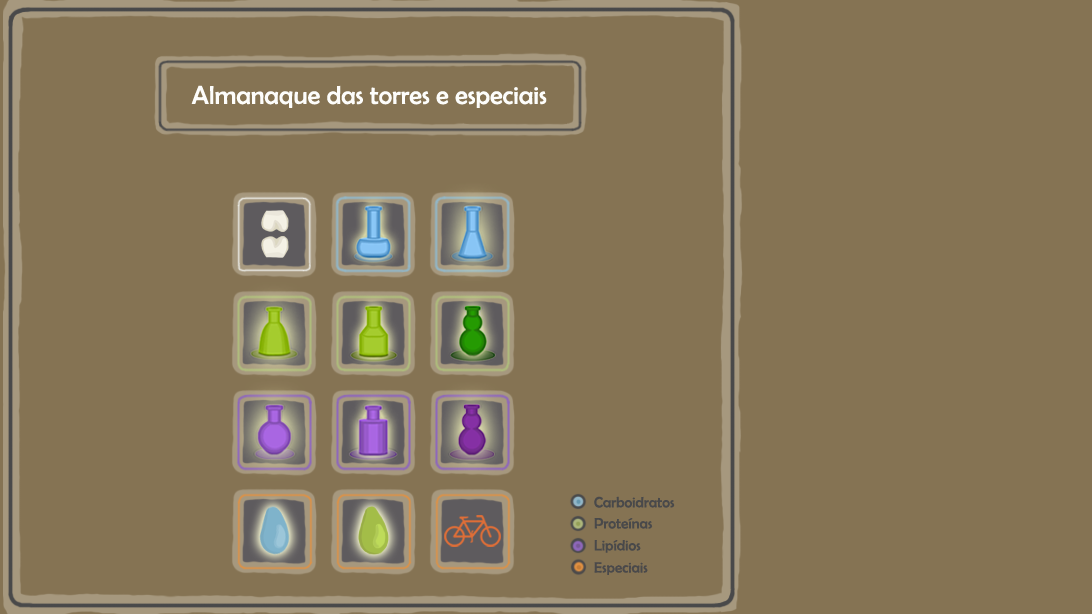 Almanaque das torres e especiais
Carboidratos
Proteínas
Lipídios
Especiais